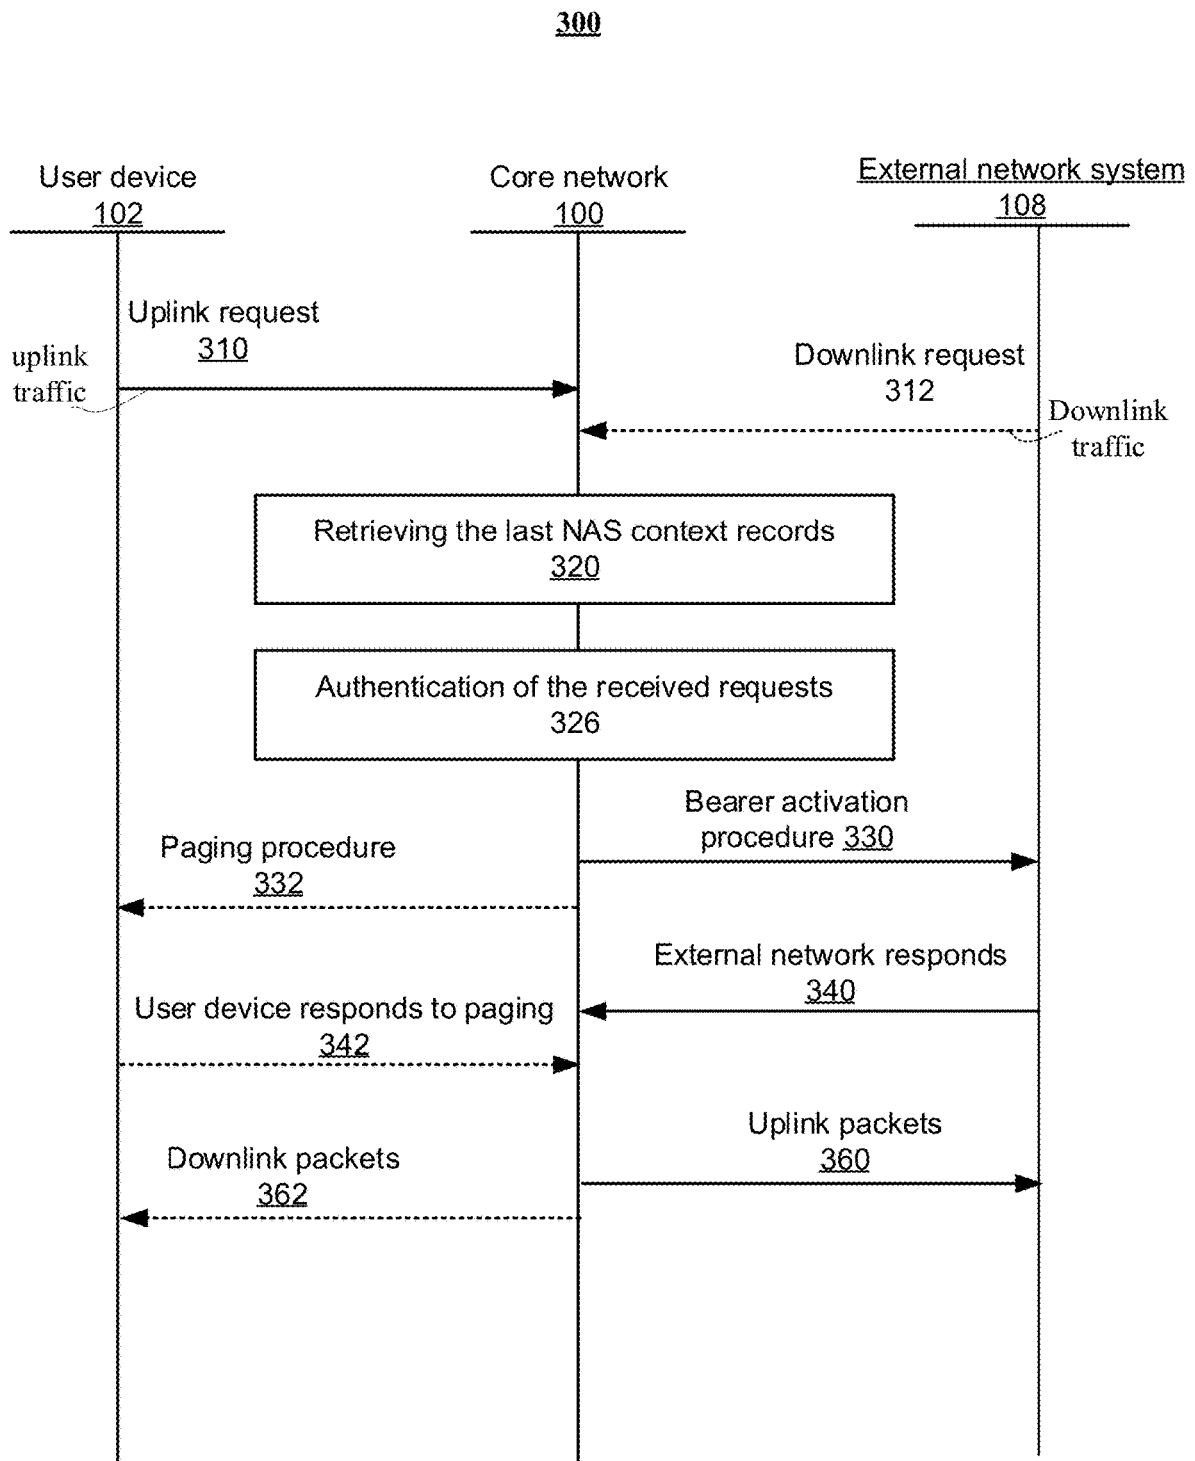 300
User device
102
Core network
100
External network system
108
Uplink request
310
uplink
traffic
Downlink request
312
Downlink
traffic
Retrieving the last NAS context records
320
Authentication of the received requests
326
Bearer activation
procedure 330
Paging procedure
332
External network responds
340
User device responds to paging
342
Uplink packets
360
Downlink packets
362